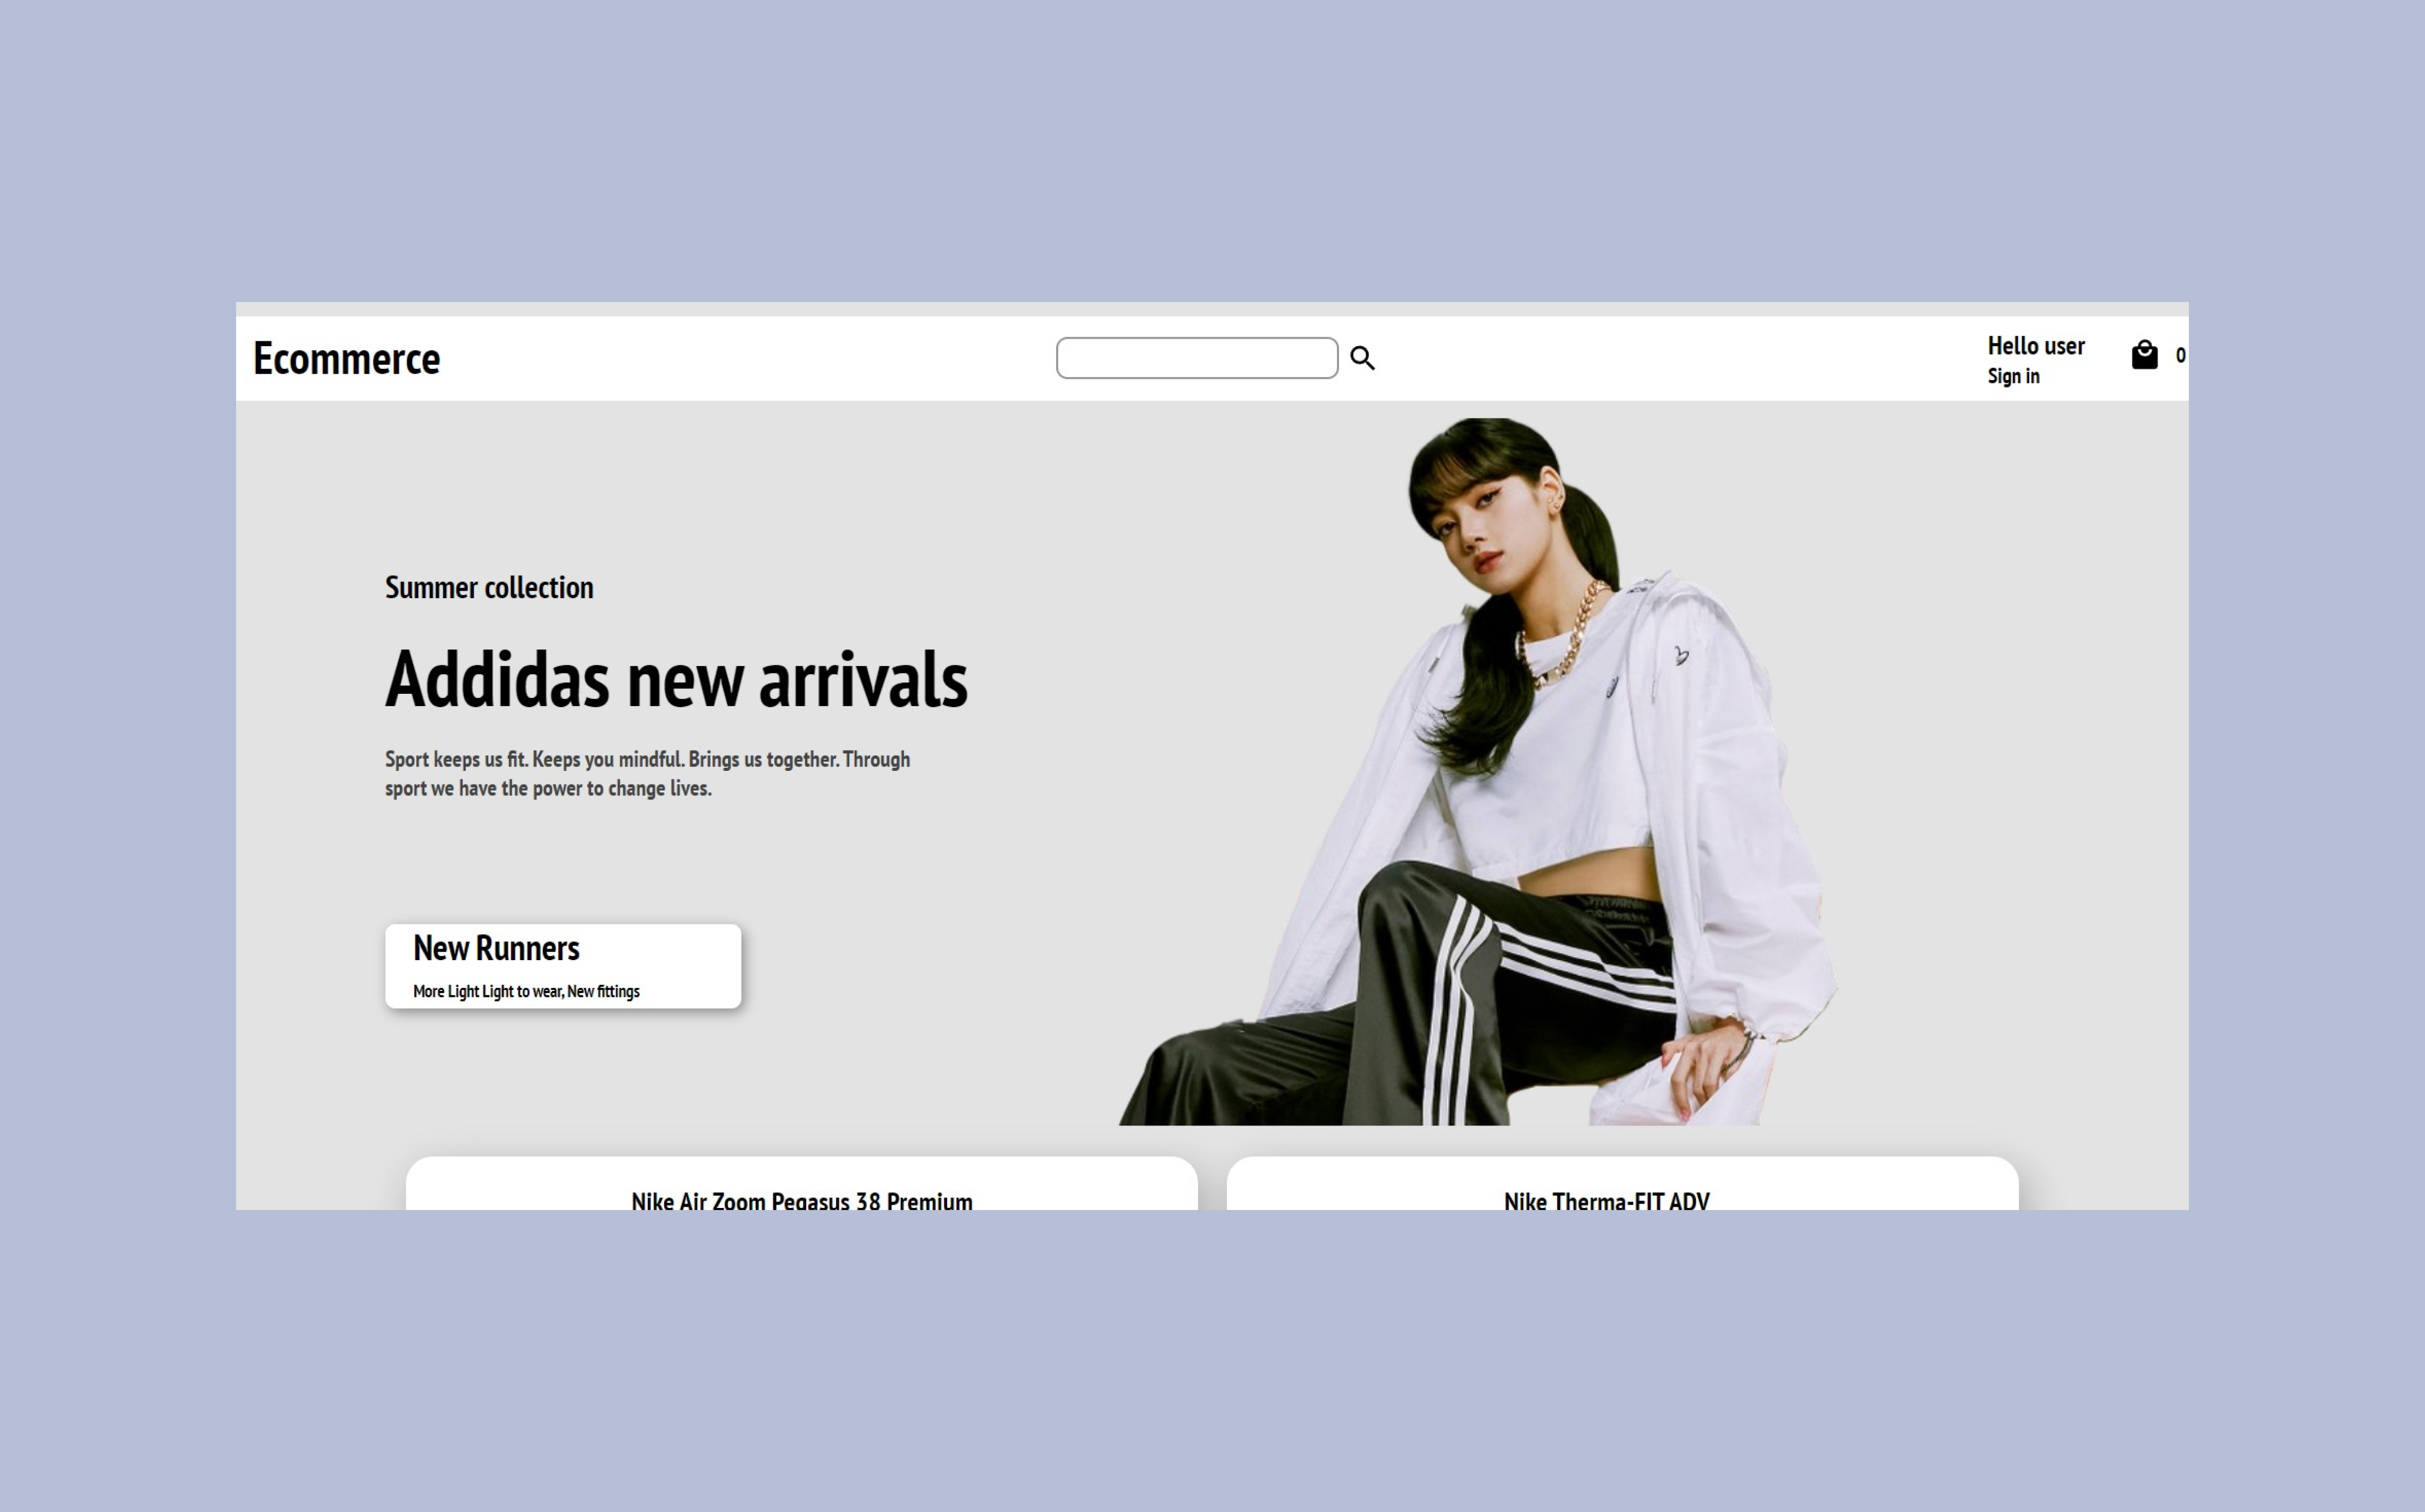 Ecommerce
Hello user
Sign in
0
Summer collection
Addidas new arrivals
Sport keeps us fit. Keeps you mindful. Brings us together. Through
sport we have the power to change lives.
New Runners
More Light Light to wear, New fittings
Nike Air Zoom Pegasus 38 Premium
Nike Therma-FIT ADV